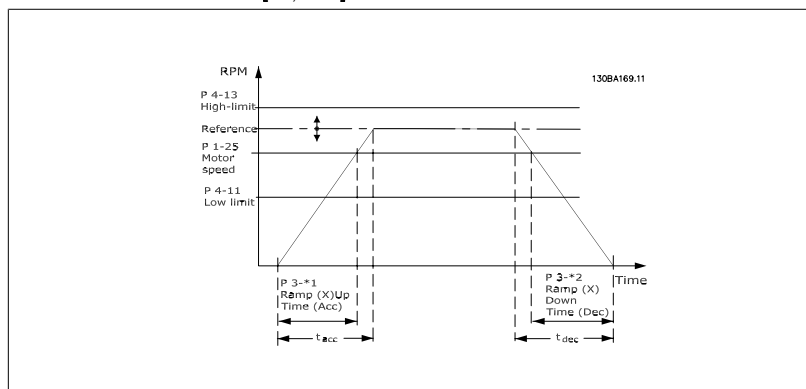 RPM
130BA169.11
P 4-13
High-limit
Reference
P 1-25
Motor
speed
P 4-11
Low limit
Time
P 3-*1
Ramp (X)Up
Time (Acc)
P 3-*2
Ramp (X)
Down
Time (Dec)
tacc
tdec